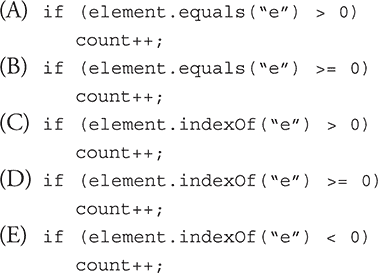 (A) if (element.equals(“e”) > 0)
count++;
(B) if (element.equals(“e”) >= 0)
count++;
(C) if (element.indexOf(“e”) > 0)
count++;
(D) if (element.indexOf(“e”) >= 0)
count++;
(E) if (element.indexOf(“e”) < 0)
count++;